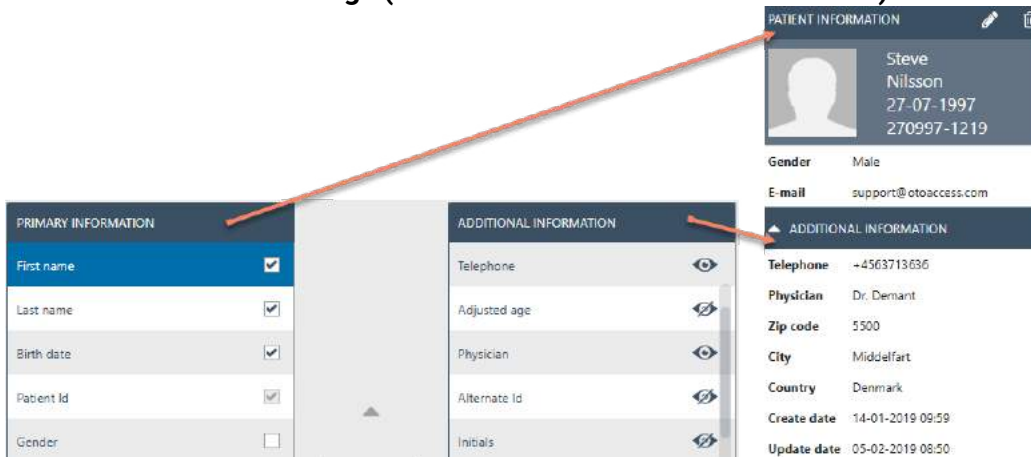 PATIENT INFORMATION
Steve
Nilsson
27-07-1997
270997-1219
Gender Male
E-mail support@otoaccess.com
ADDITIONAL INFORMATION
Telephone +4563713636
Physician Dr. Demant
Zip code 5500
City Middelfart
Country Denmark
Create date 14-01-2019 09:59
Update date 05-02-2019 08:50
PRIMARY INFORMATION
First name
Last name
Birth date
Patient Id
Gender
ADDITIONAL INFORMATION
Telephone
Adjusted age
Physician
Alternate Id
Initials